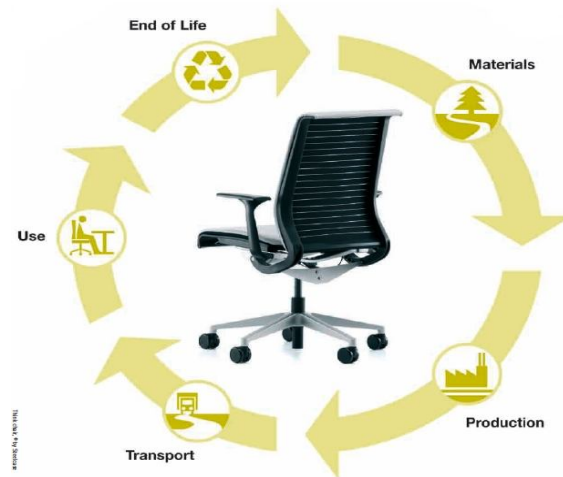 End of Life
Materials
Use
Production
Transport